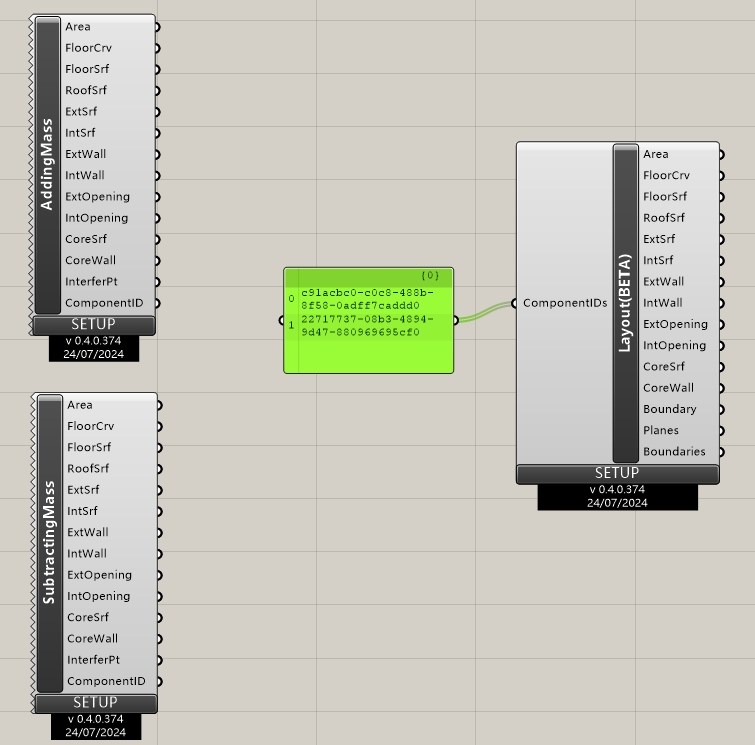 AddingMass
Area
FloorCrv
FloorSrf
RoofSrf
ExtSrf
IntSrf
ExtWall
IntWall
ExtOpening
IntOpening
CoreSrf
CoreWall
InterferPt
ComponentID
SETUP
v 0.4.0.374
24/07/2024
SubtractingMass
Area
FloorCrv
FloorSrf
RoofSrf
ExtSrf
IntSrf
ExtWall
IntWall
ExtOpening
IntOpening
CoreSrf
CoreWall
InterferPt
ComponentID
SETUP
v 0.4.0.374
24/07/2024
{0}
0 c91acbc0-c0c8-488b-
8f58-0adff7caddd0
1 22717737-08b3-4894-
9d47-880969695cf0
ComponentIDs
Layout(BETA)
Area
FloorCrv
FloorSrf
RoofSrf
ExtSrf
IntSrf
ExtWall
IntWall
ExtOpening
IntOpening
CoreSrf
CoreWall
Boundary
Planes
Boundaries
SETUP
v 0.4.0.374
24/07/2024